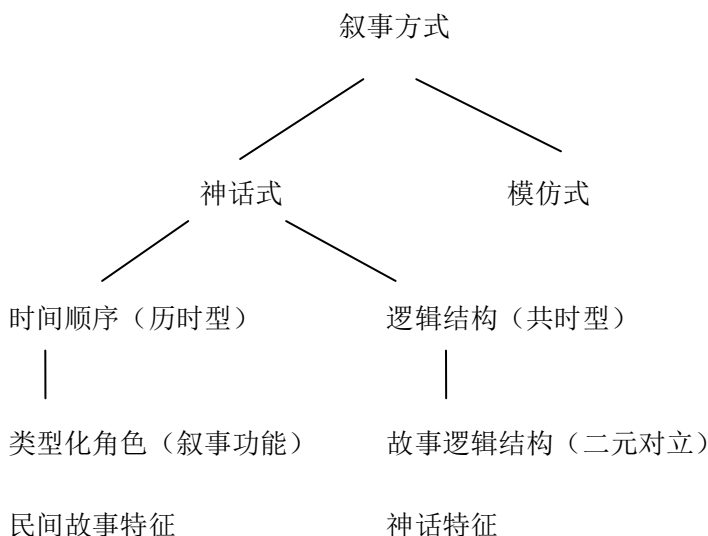 叙事方式
神话式 模仿式
时间顺序（历时型） 逻辑结构（共时型）
类型化角色（叙事功能） 故事逻辑结构（二元对立）
民间故事特征 神话特征